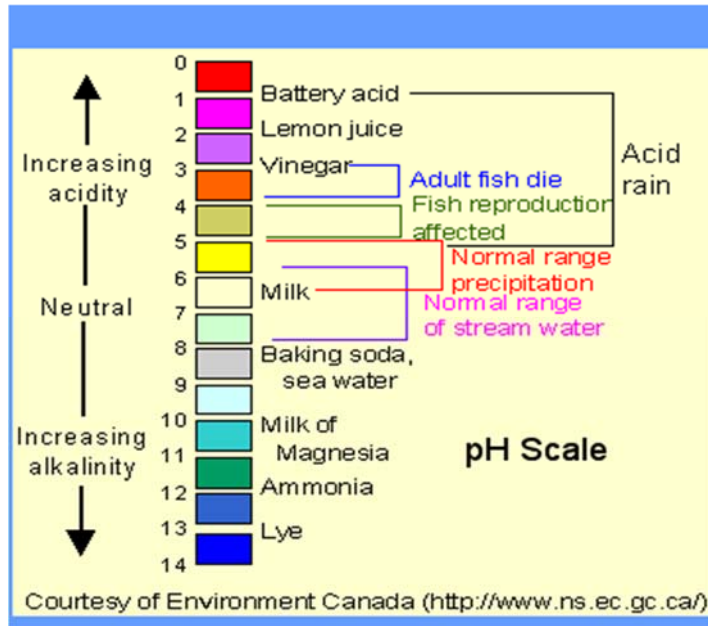 0
1
Battery acid
2
Lemon juice
3
Vinegar
4
5
6
Milk
7
8
Baking soda,
sea water
9
10
Milk of
Magnesia
11
Ammonia
12
13
Lye
14
Increasing
acidity
Neutral
Increasing
alkalinity
Adult fish die
Fish reproduction
affected
Normal range
precipitation
Normal range
of stream water
Acid
rain
pH Scale
Courtesy of Environment Canada (http://www.ns.ec.gc.ca/)